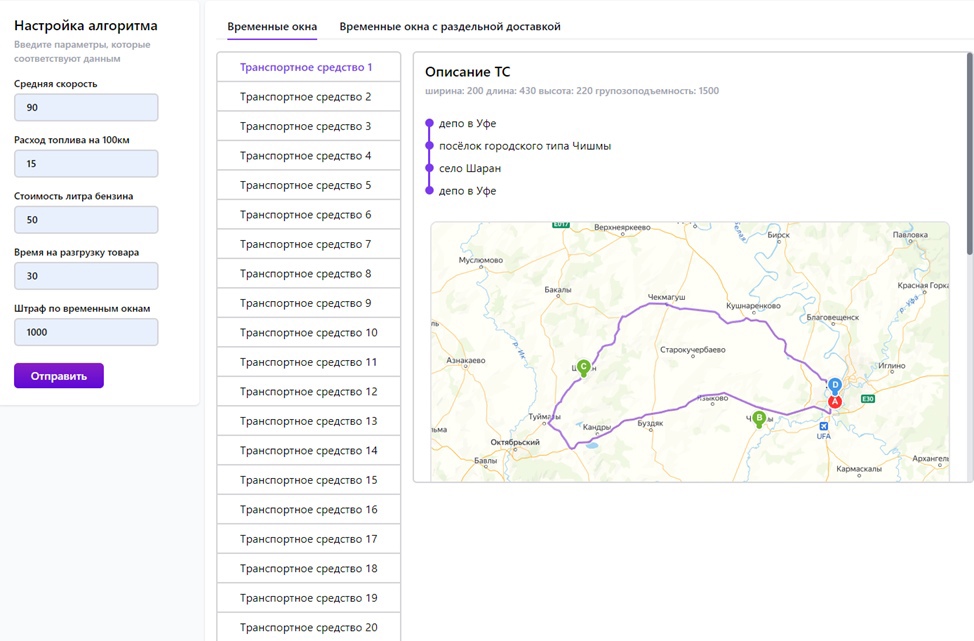 Настройка алгоритма
Введите параметры, которые
соответствуют данным
Средняя скорость
90
Расход топлива на 100км
15
Стоимость литра бензина
50
Время на разгрузку товара
30
Штраф по временным окнам
1000
Отправить
Временные окна
Временные окна с раздельной доставкой
Транспортное средство 1
Транспортное средство 2
Транспортное средство 3
Транспортное средство 4
Транспортное средство 5
Транспортное средство 6
Транспортное средство 7
Транспортное средство 8
Транспортное средство 9
Транспортное средство 10
Транспортное средство 11
Транспортное средство 12
Транспортное средство 13
Транспортное средство 14
Транспортное средство 15
Транспортное средство 16
Транспортное средство 17
Транспортное средство 18
Транспортное средство 19
Транспортное средство 20
Описание ТС
ширина: 200 длина: 430 высота: 220 групозоподъемность: 1500
депо в Уфе
посёлок городского типа Чишмы
село Шаран
депо в Уфе
E017
Верхнеяркеево
Бирск
Павловка
Муслюмово
Бакалы
Чекмагуш
Кушнаренково
Красная Горка
р. Уфа
Благовещенск
р. Ик
Азнакаево
Старокучербаево
Иглино
C
D
A
E30
B
Языково
Туймазы
Кандры
Буздяк
UFA
Октябрьский
Бавлы
Кармаскалы
Архангель